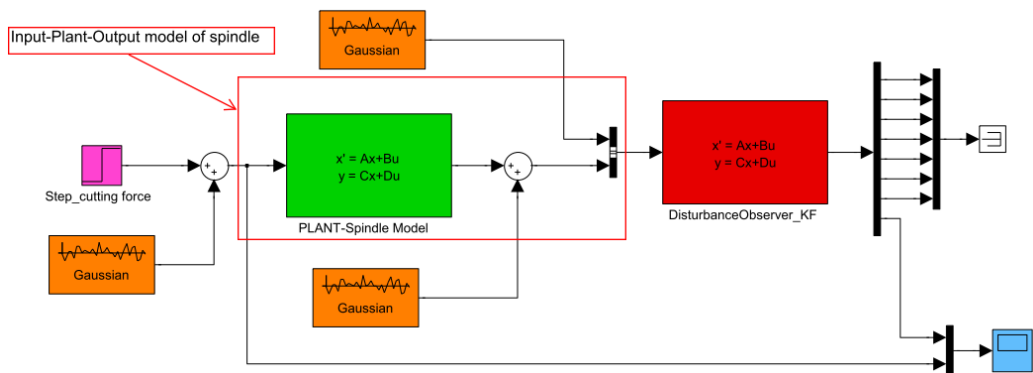 Input-Plant-Output model of spindle
Gaussian
x' = Ax+Bu
y = Cx+Du
PLANT-Spindle Model
x' = Ax+Bu
y = Cx+Du
DisturbanceObserver_KF
+
+
+
+
Step_cutting force
Gaussian
Gaussian